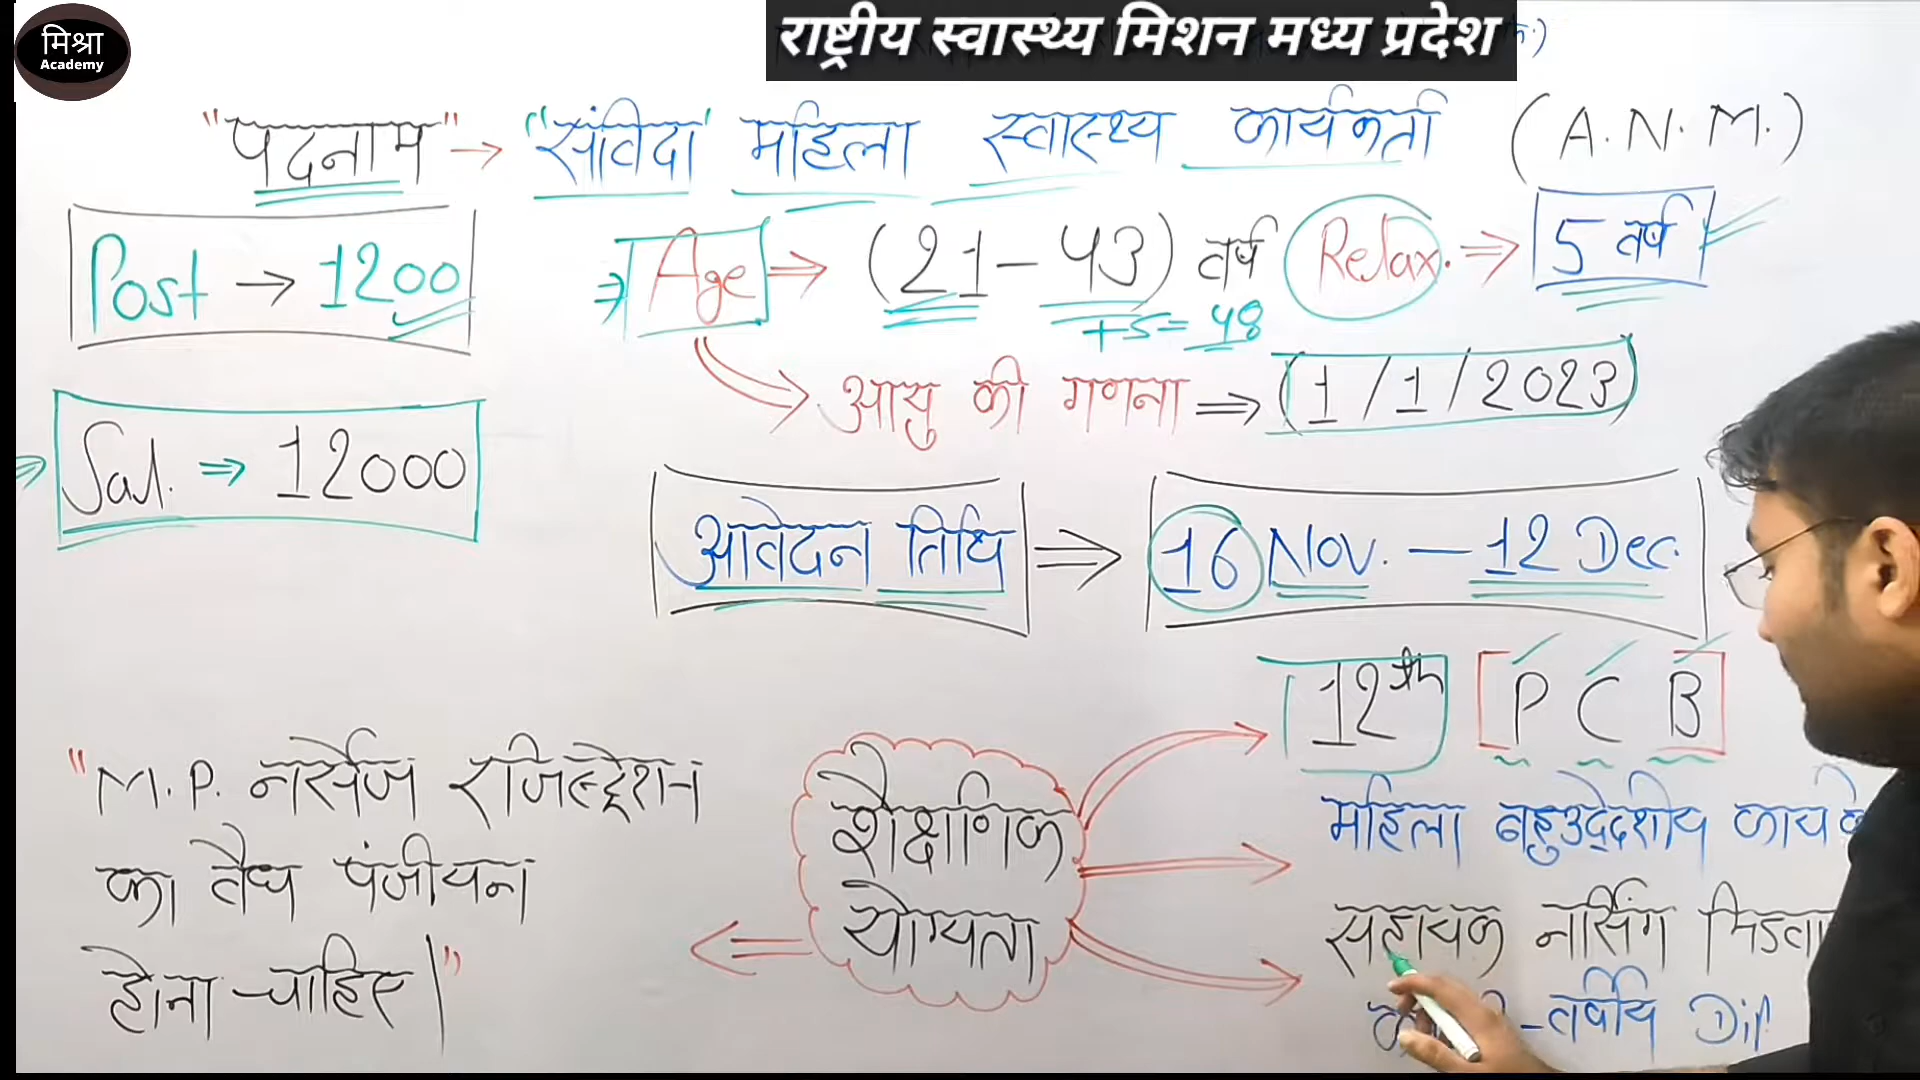 मिश्रा
Academy
राष्ट्रीय स्वास्थ्य मिशन मध्य प्रदेश
"पदनाम" → "संविदा" महिला स्वास्थ्य कार्यकर्ता (A.N.M.)
Post → 1200
⇒ Age ⇒ (21-43) वर्ष Relax. ⇒ 5 वर्ष
+5=48
आयु की गणना ⇒ (1/1/2023)
⇒ Sal. ⇒ 12000
आवेदन तिथि ⇒ 16 Nov. - 12 Dec.
12th [P C B]
"M.P. नर्सेज रजिस्ट्रेशन
का वैध पंजीयन
होना चाहिए।"
शैक्षणिक
योग्यता
महिला बहुउद्देशीय कार्य
सहायक नर्सिंग
-वर्षीय Dip